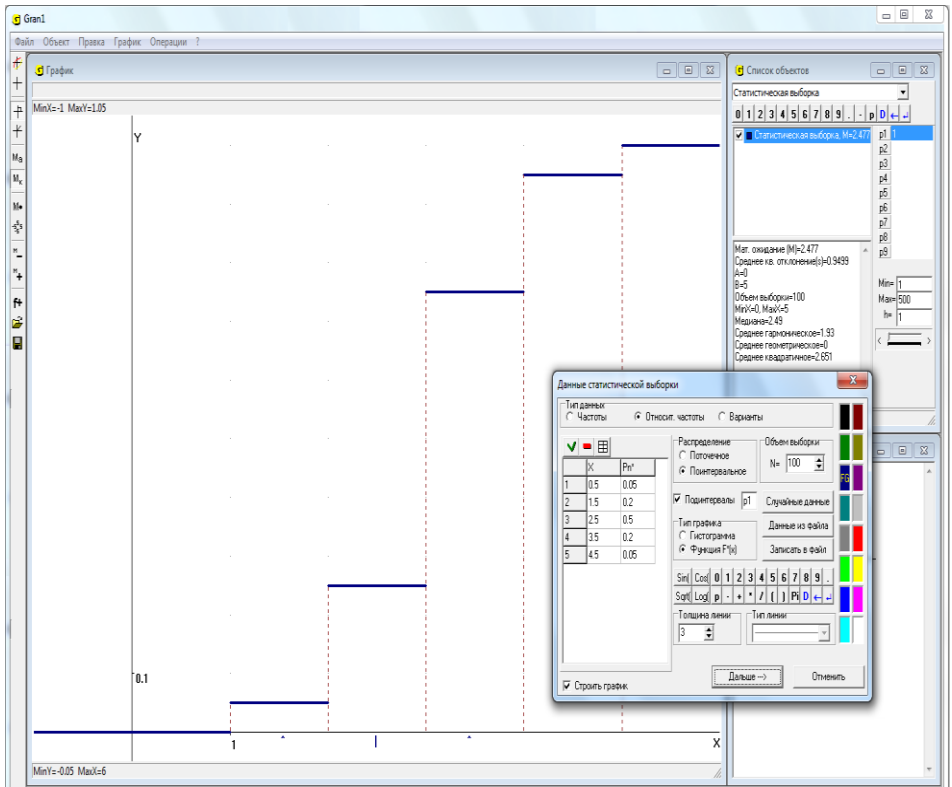 Gran1
Файл Объект Правка График Операции ?
График
MinX=-1 MaxY=1.05
Y
0.1
1
X
MinY=-0.05 MaxX=6
Список объектов
Статистическая выборка
0 1 2 3 4 5 6 7 8 9 . - p D
Статистическая выборка, M=2.477
p1 1
p2
p3
p4
p5
p6
p7
p8
p9
Мат. ожидание (M)=2.477
Среднее кв. отклонение(s)=0.9499
A=0
B=5
Объем выборки=100
MinX=0, MaxX=5
Медиана=2.49
Среднее гармоническое=1.93
Среднее геометрическое=0
Среднее квадратичное=2.651
Min= 1
Max= 500
h= 1
Данные статистической выборки
Тип данных
Частоты Относит. частоты Варианты
X Pn*
1 0.5 0.05
2 1.5 0.2
3 2.5 0.5
4 3.5 0.2
5 4.5 0.05
Строить график
Распределение
Поточечное
Поинтервальное
Объем выборки
N= 100
Подинтервалы p1
Случайные данные
Тип графика
Гистограмма
Функция F*(x)
Данные из файла
Записать в файл
FG
Sin( Cos( 0 1 2 3 4 5 6 7 8 9 .
Sqrt( Log( p - + * / ( ) Pi D
Толщина линии
3
Тип линии
Дальше -->
Отменить